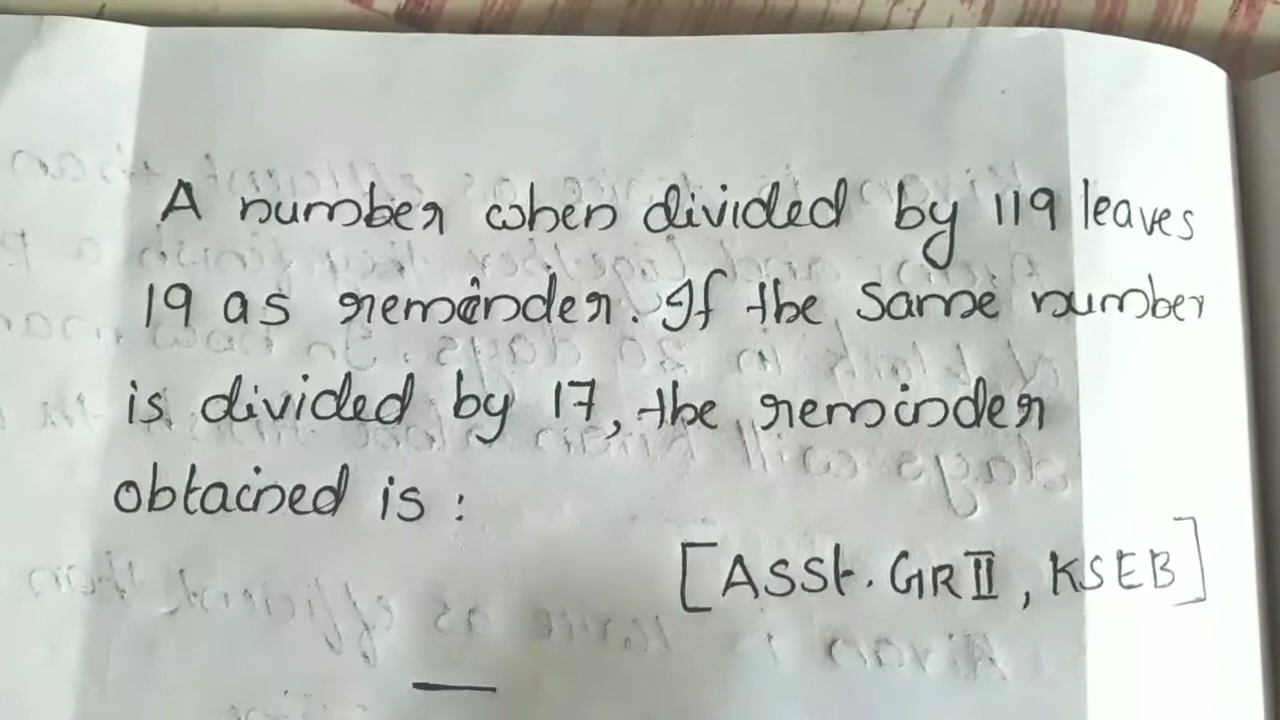 A number when divided by 119 leaves
19 as remainder. If the same number
is divided by 17, the reminder
obtained is :
[ASSt. GR II, KSEB]